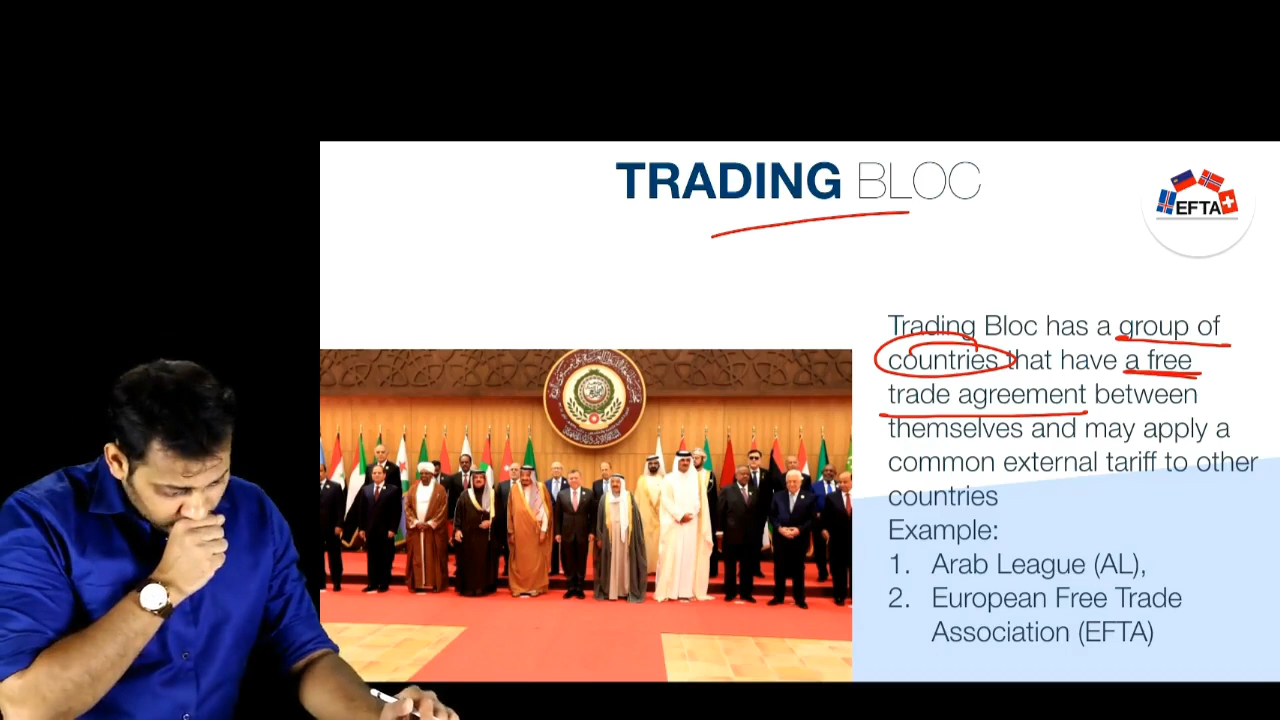 TRADING BLOC
EFTA
Trading Bloc has a group of
countries that have a free
trade agreement between
themselves and may apply a
common external tariff to other
countries
Example:
1. Arab League (AL),
2. European Free Trade
Association (EFTA)